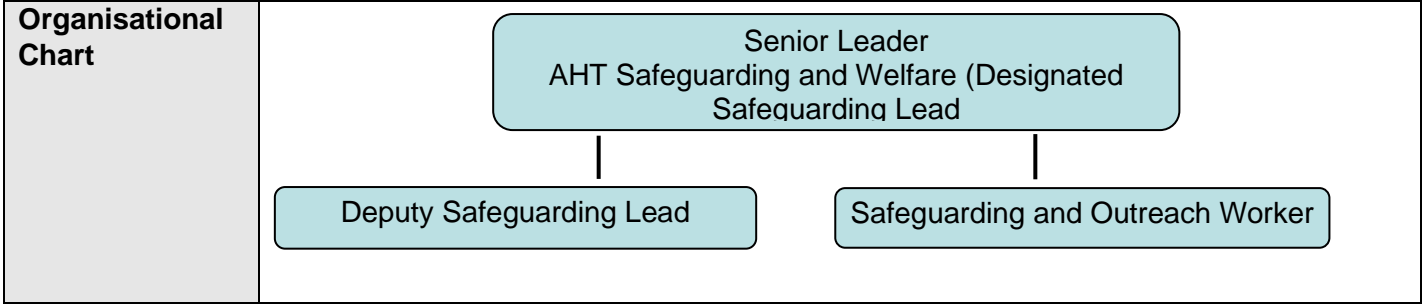 Organisational
Chart
Senior Leader
AHT Safeguarding and Welfare (Designated
Safeguarding Lead
Deputy Safeguarding Lead
Safeguarding and Outreach Worker